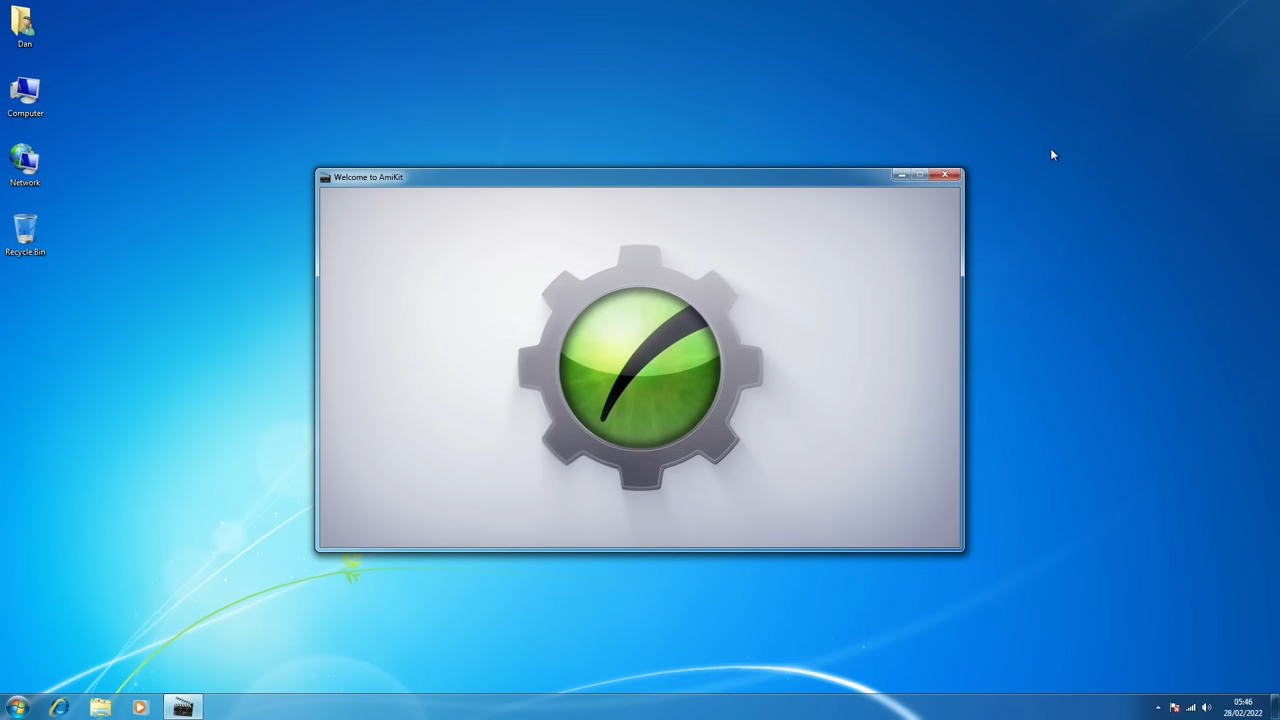 Dan
Computer
Network
Recycle Bin
Welcome to AmiKit
05:46
28/02/2022